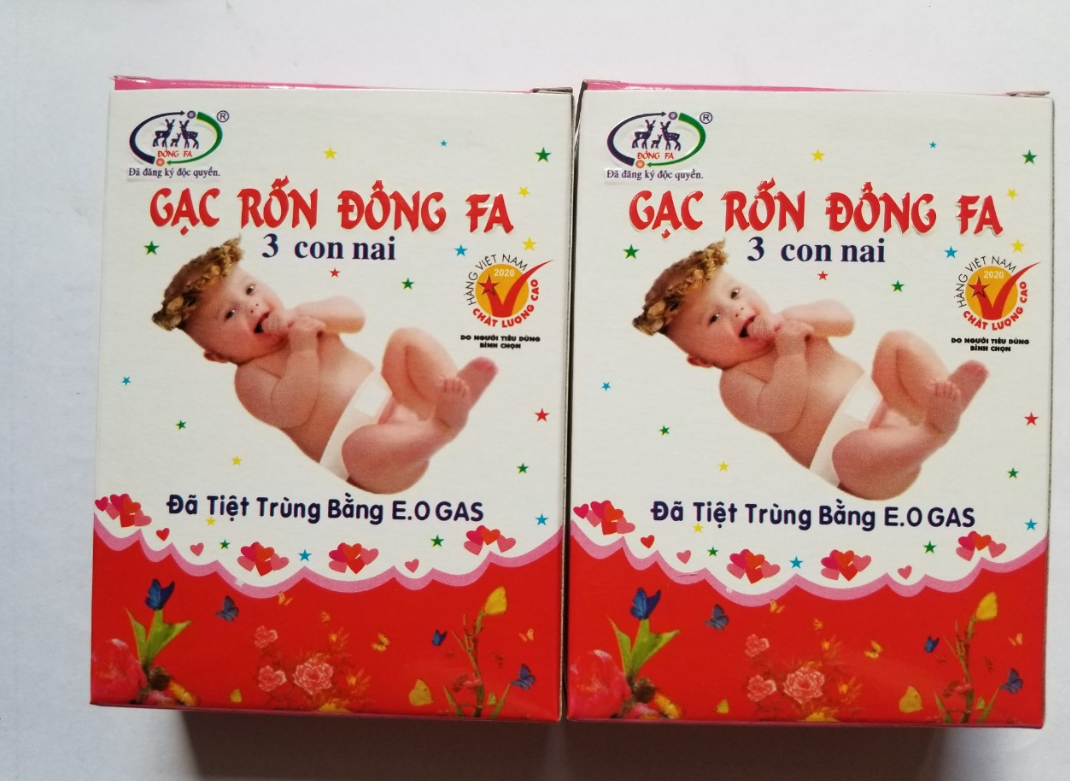 ĐÔNG FA ®
Đã đăng ký độc quyền.
GẠC RỐN ĐÔNG FA
3 con nai
HÀNG VIỆT NAM
2020
CHẤT LƯỢNG CAO
DO NGƯỜI TIÊU DÙNG
BÌNH CHỌN
Đã Tiệt Trùng Bằng E.O GAS
ĐÔNG FA ®
Đã đăng ký độc quyền.
GẠC RỐN ĐÔNG FA
3 con nai
HÀNG VIỆT NAM
2020
CHẤT LƯỢNG CAO
DO NGƯỜI TIÊU DÙNG
BÌNH CHỌN
Đã Tiệt Trùng Bằng E.O GAS